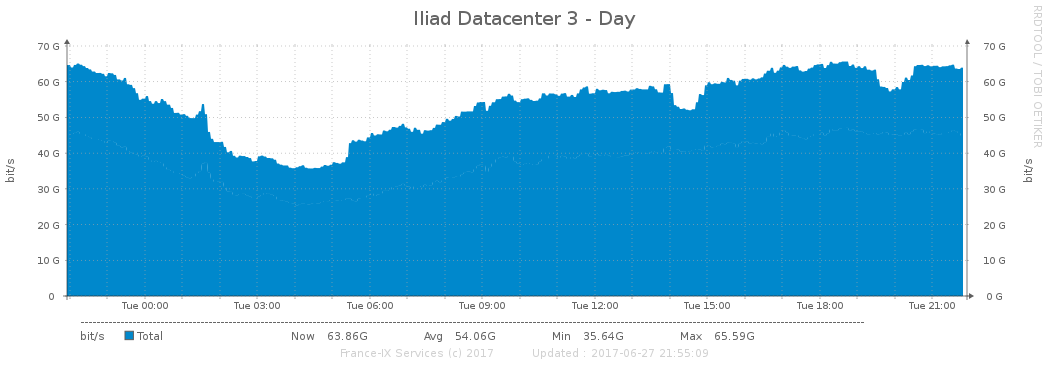 Iliad Datacenter 3 - Day
RRDTOOL / TOBI OETIKER
70 G 70 G
60 G 60 G
50 G 50 G
40 G 40 G
30 G 30 G
20 G 20 G
10 G 10 G
0 0 G
bit/s bit/s
Tue 00:00 Tue 03:00 Tue 06:00 Tue 09:00 Tue 12:00 Tue 15:00 Tue 18:00 Tue 21:00
bit/s Total Now 63.86G Avg 54.06G Min 35.64G Max 65.59G
France-IX Services (c) 2017 Updated : 2017-06-27 21:55:09